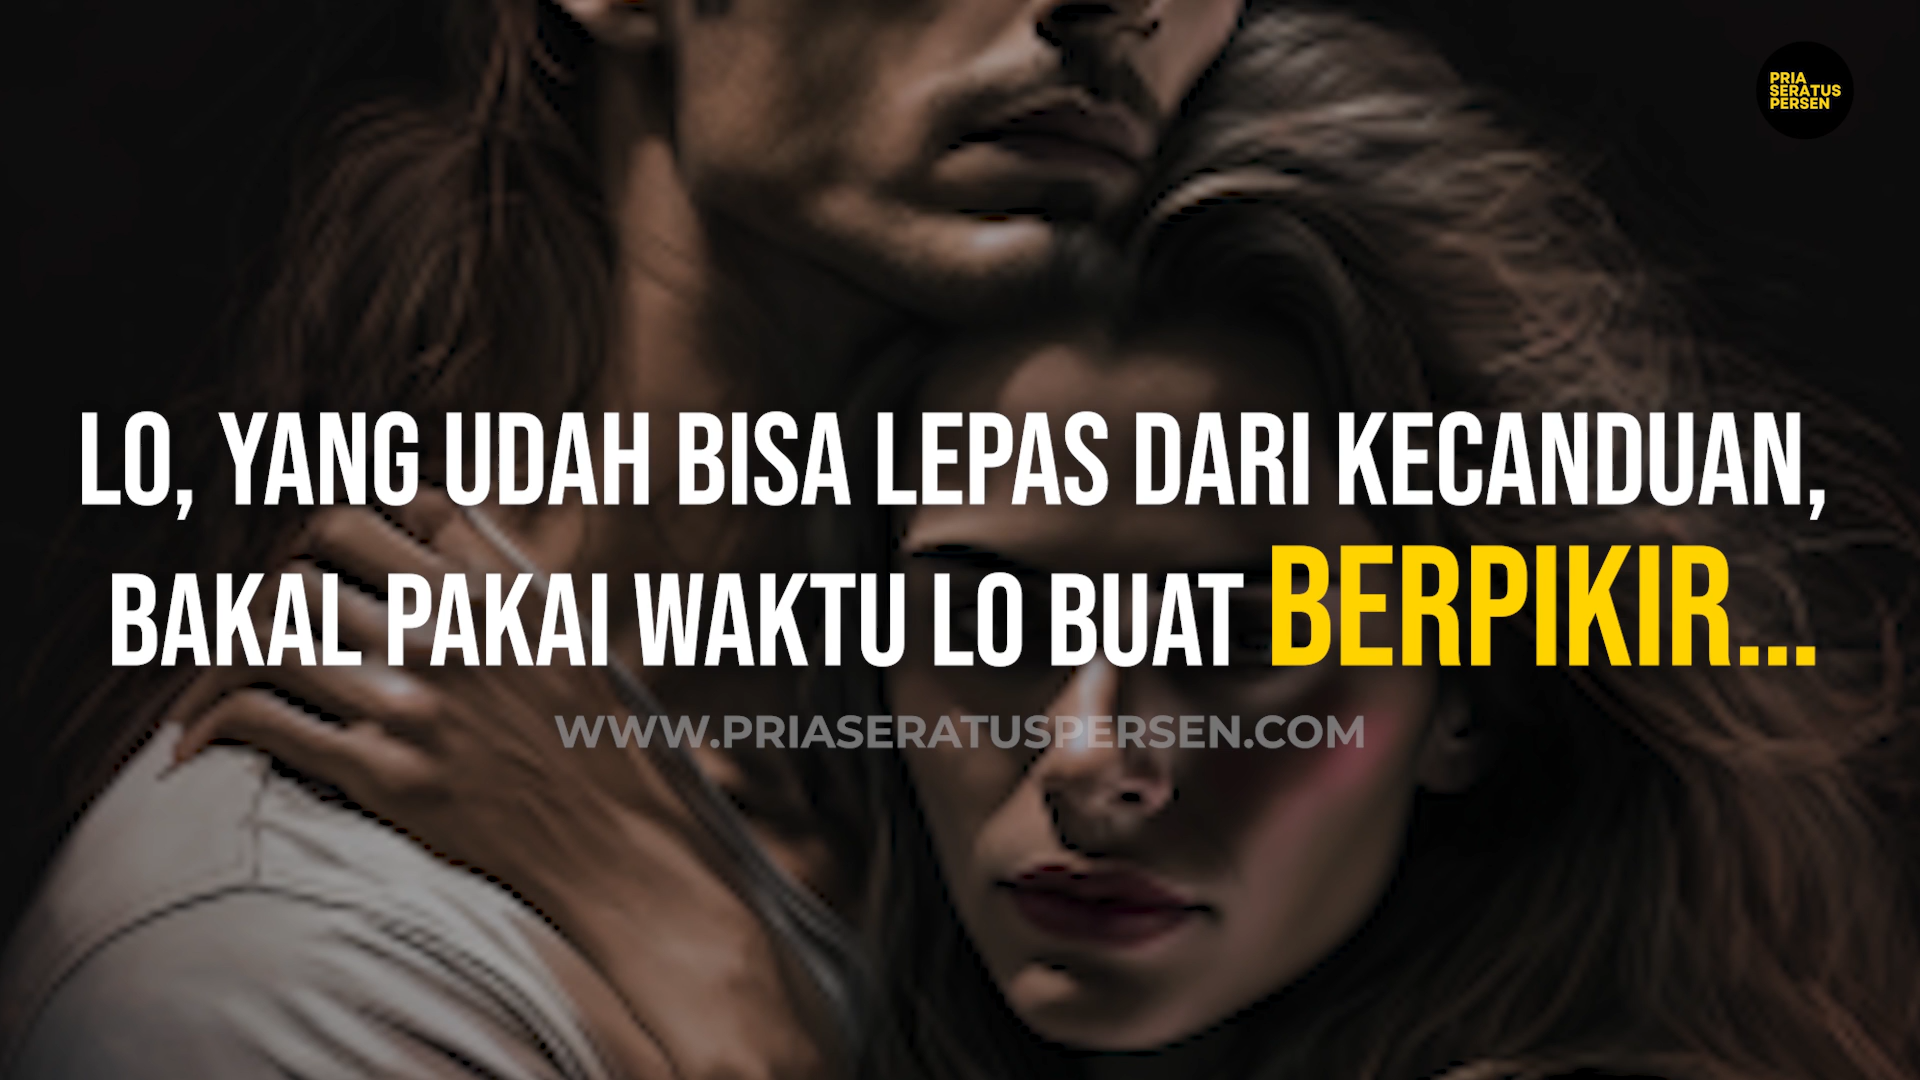 PRIA
SERATUS
PERSEN
LO, YANG UDAH BISA LEPAS DARI KECANDUAN,
BAKAL PAKAI WAKTU LO BUAT BERPIKIR...
WWW.PRIASERATUSPERSEN.COM